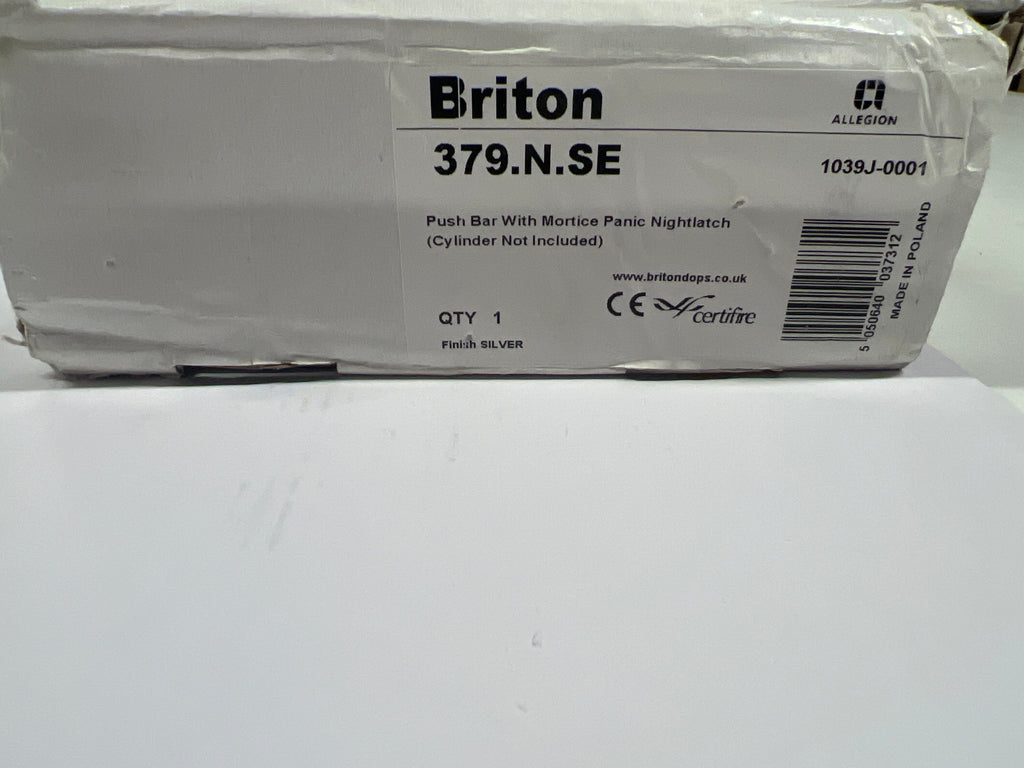 Briton
ALLEGION
379.N.SE
1039J-0001
Push Bar With Mortice Panic Nightlatch
(Cylinder Not Included)
www.britondops.co.uk
CE certifire
QTY 1
Finish SILVER
5 050640 037312
MADE IN POLAND